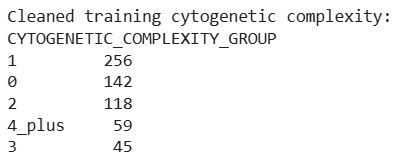 Cleaned training cytogenetic complexity:
CYTOGENETIC_COMPLEXITY_GROUP
1 256
0 142
2 118
4_plus 59
3 45